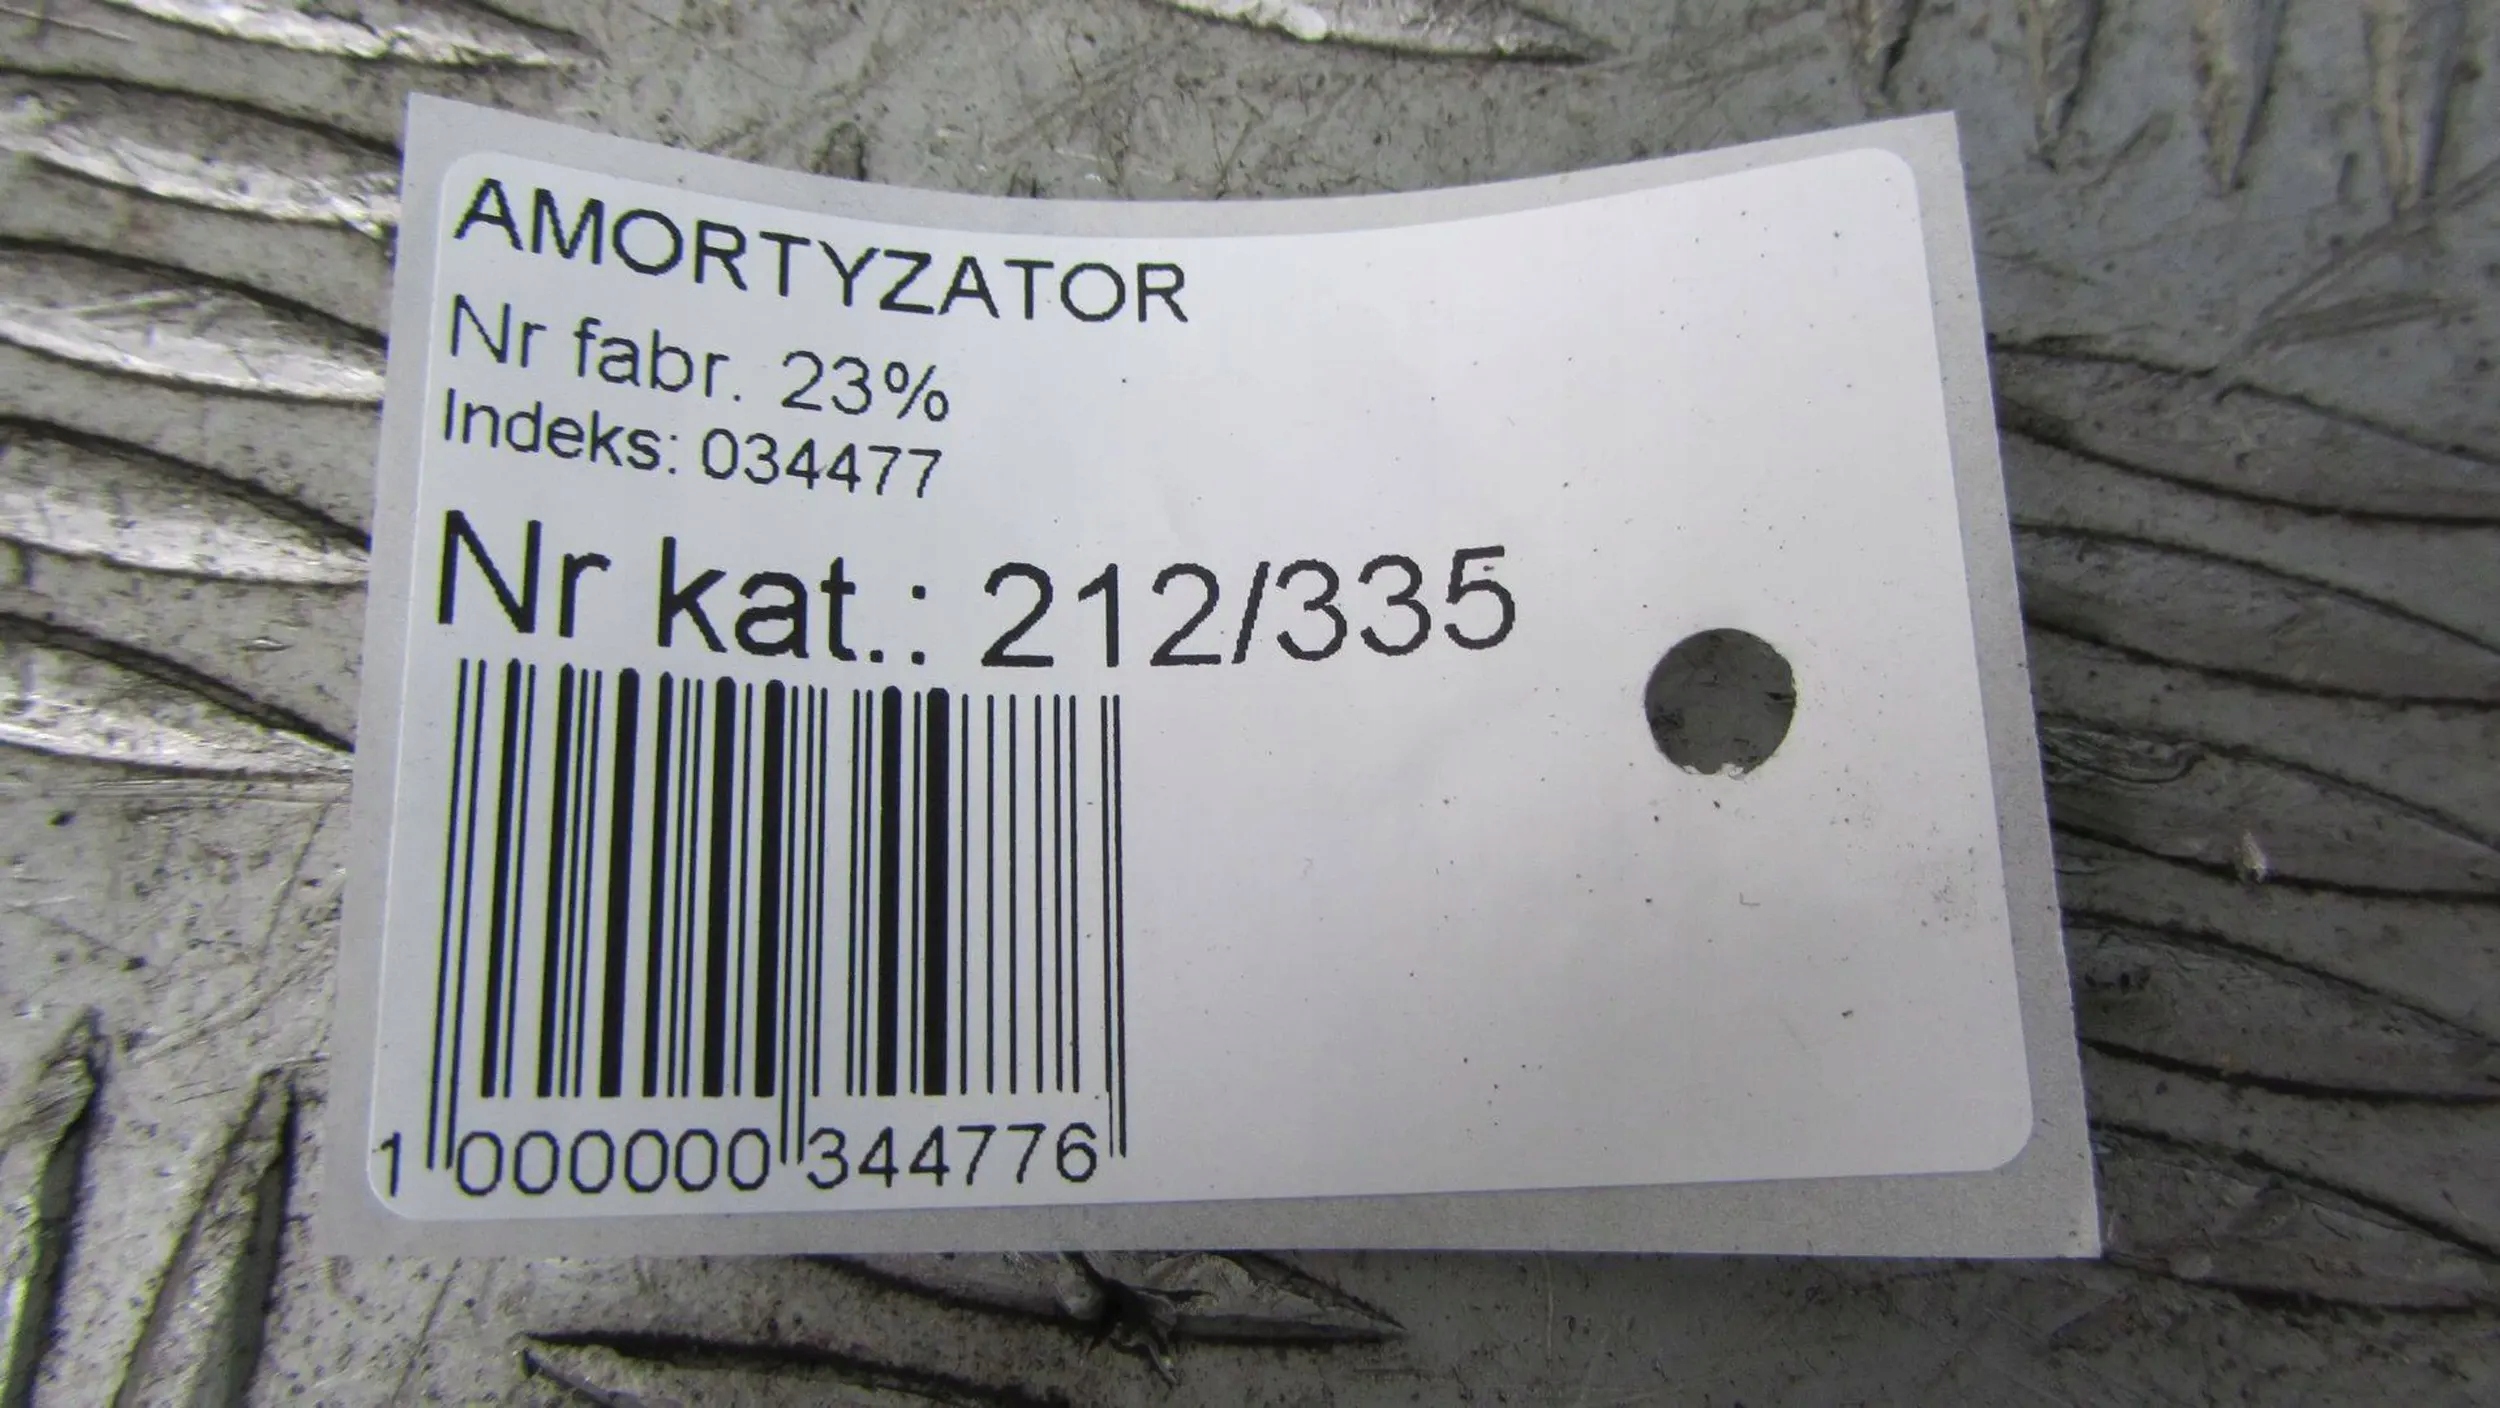 AMORTYZATOR
Nr fabr. 23%
Indeks: 034477
Nr kat.: 212/335
1 000000 344776